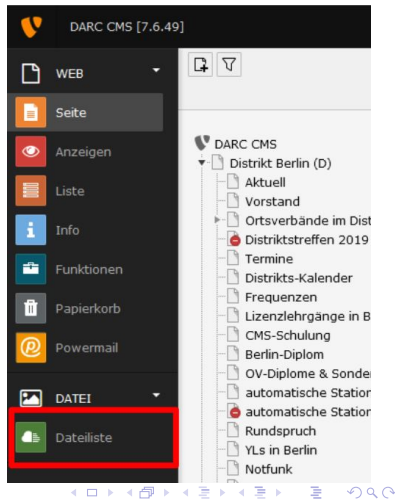 DARC CMS [7.6.49]
WEB
Seite
Anzeigen
Liste
Info
Funktionen
Papierkorb
Powermail
DATEI
Dateiliste
DARC CMS
Distrikt Berlin (D)
Aktuell
Vorstand
Ortsverbände im Dist
Distriktstreffen 2019
Termine
Distrikts-Kalender
Frequenzen
Lizenzlehrgänge in B
CMS-Schulung
Berlin-Diplom
OV-Diplome & Sonde
automatische Station
automatische Station
Rundspruch
YLs in Berlin
Notfunk